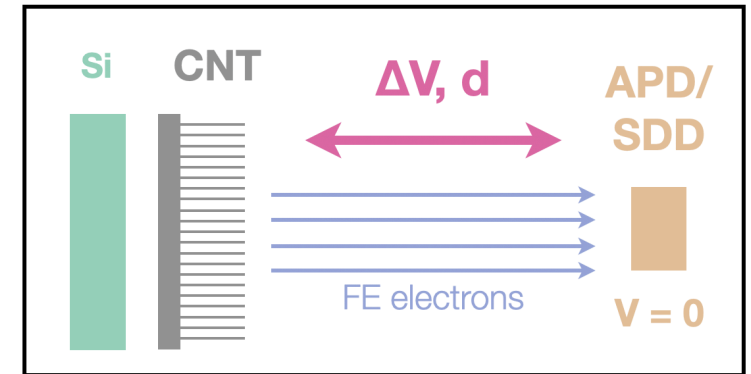 Si
CNT
ΔV, d
APD/
SDD
FE electrons
V = 0